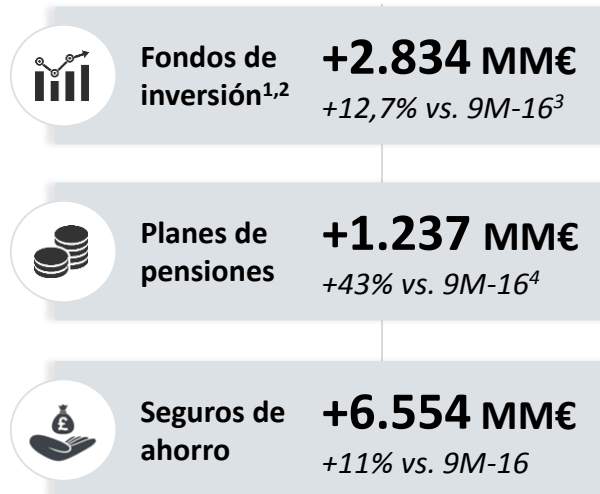 Fondos de
inversión1,2
+2.834 MM€
+12,7% vs. 9M-163
Planes de
pensiones
+1.237 MM€
+43% vs. 9M-164
£
Seguros de
ahorro
+6.554 MM€
+11% vs. 9M-16